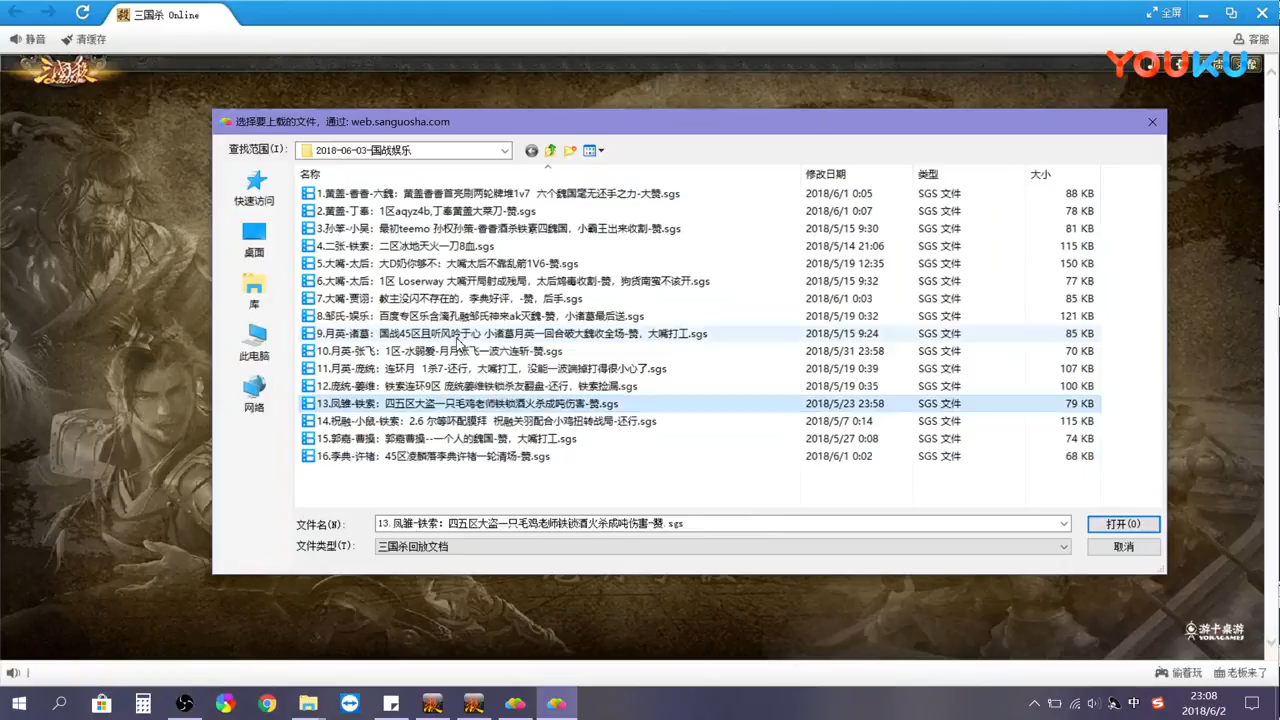 三国杀 Online
全屏
静音 清缓存
客服
三国杀
YOUKU
选择要上载的文件，通过: web.sanguosha.com
查找范围(I): 2018-06-03-国战娱乐
名称 修改日期 类型 大小
1.黄盖-香香-六魏：黄盖香香首亮刷两轮牌堆1v7 六个魏国毫无还手之力-大赞.sgs 2018/6/1 0:05 SGS 文件 88 KB
2.黄盖-丁奉：1区aqyz4b,丁奉黄盖大菜刀-赞.sgs 2018/6/1 0:07 SGS 文件 78 KB
3.孙笨-小吴：最初teemo 孙权孙策-香香酒杀铁索四魏国，小霸王出来收割-赞.sgs 2018/5/15 9:30 SGS 文件 81 KB
4.二张-铁索：二区冰地天火一刀8血.sgs 2018/5/14 21:06 SGS 文件 115 KB
5.大嘴-太后：大D奶你够不：大嘴太后不靠乱箭1V6-赞.sgs 2018/5/19 12:35 SGS 文件 150 KB
6.大嘴-太后：1区 Loserway 大嘴开局射成残局，太后鸩毒收割-赞，狗货南蛮不该开.sgs 2018/5/15 9:32 SGS 文件 77 KB
7.大嘴-贾诩：教主没闪不存在的，李典好评，-赞，后手.sgs 2018/6/1 0:03 SGS 文件 85 KB
8.邹氏-娱乐：百度专区乐含滴孔融邹氏神来ak灭魏-赞，小诸墓最后送.sgs 2018/5/19 0:32 SGS 文件 121 KB
9.月英-诸墓：国战45区且听风吟于心 小诸墓月英一回合破大魏收全场-赞，大嘴打工.sgs 2018/5/15 9:24 SGS 文件 85 KB
10.月英-张飞：1区-水弱爱-月月张飞一波六连斩-赞.sgs 2018/5/31 23:58 SGS 文件 70 KB
11.月英-庞统：连环月 1杀7-还行，大嘴打工，没能一波端掉打得很小心了.sgs 2018/5/19 0:39 SGS 文件 107 KB
12.庞统-姜维：铁索连环9区 庞统姜维铁锁杀友翻盘-还行，铁索捡漏.sgs 2018/5/19 0:35 SGS 文件 100 KB
13.凤雏-铁索：四五区大盗一只毛鸡老师铁锁酒火杀成吨伤害-赞.sgs 2018/5/23 23:58 SGS 文件 79 KB
14.祝融-小鼠-铁索：2.6 尔等环配膜拜 祝融关羽配合小鸡扭转战局-还行.sgs 2018/5/7 0:14 SGS 文件 115 KB
15.郭嘉-曹操：郭嘉曹操--一个人的魏国-赞，大嘴打工.sgs 2018/5/27 0:08 SGS 文件 74 KB
16.李典-许褚：45区凌麟落李典许褚一轮清场-赞.sgs 2018/6/1 0:02 SGS 文件 68 KB
快速访问
桌面
库
此电脑
网络
文件名(N): 13.凤雏-铁索：四五区大盗一只毛鸡老师铁锁酒火杀成吨伤害-赞.sgs 打开(O)
文件类型(T): 三国杀回放文档 取消
游卡桌游
YOKAGAMES
偷着玩 老板来了
中
23:08
2018/6/2